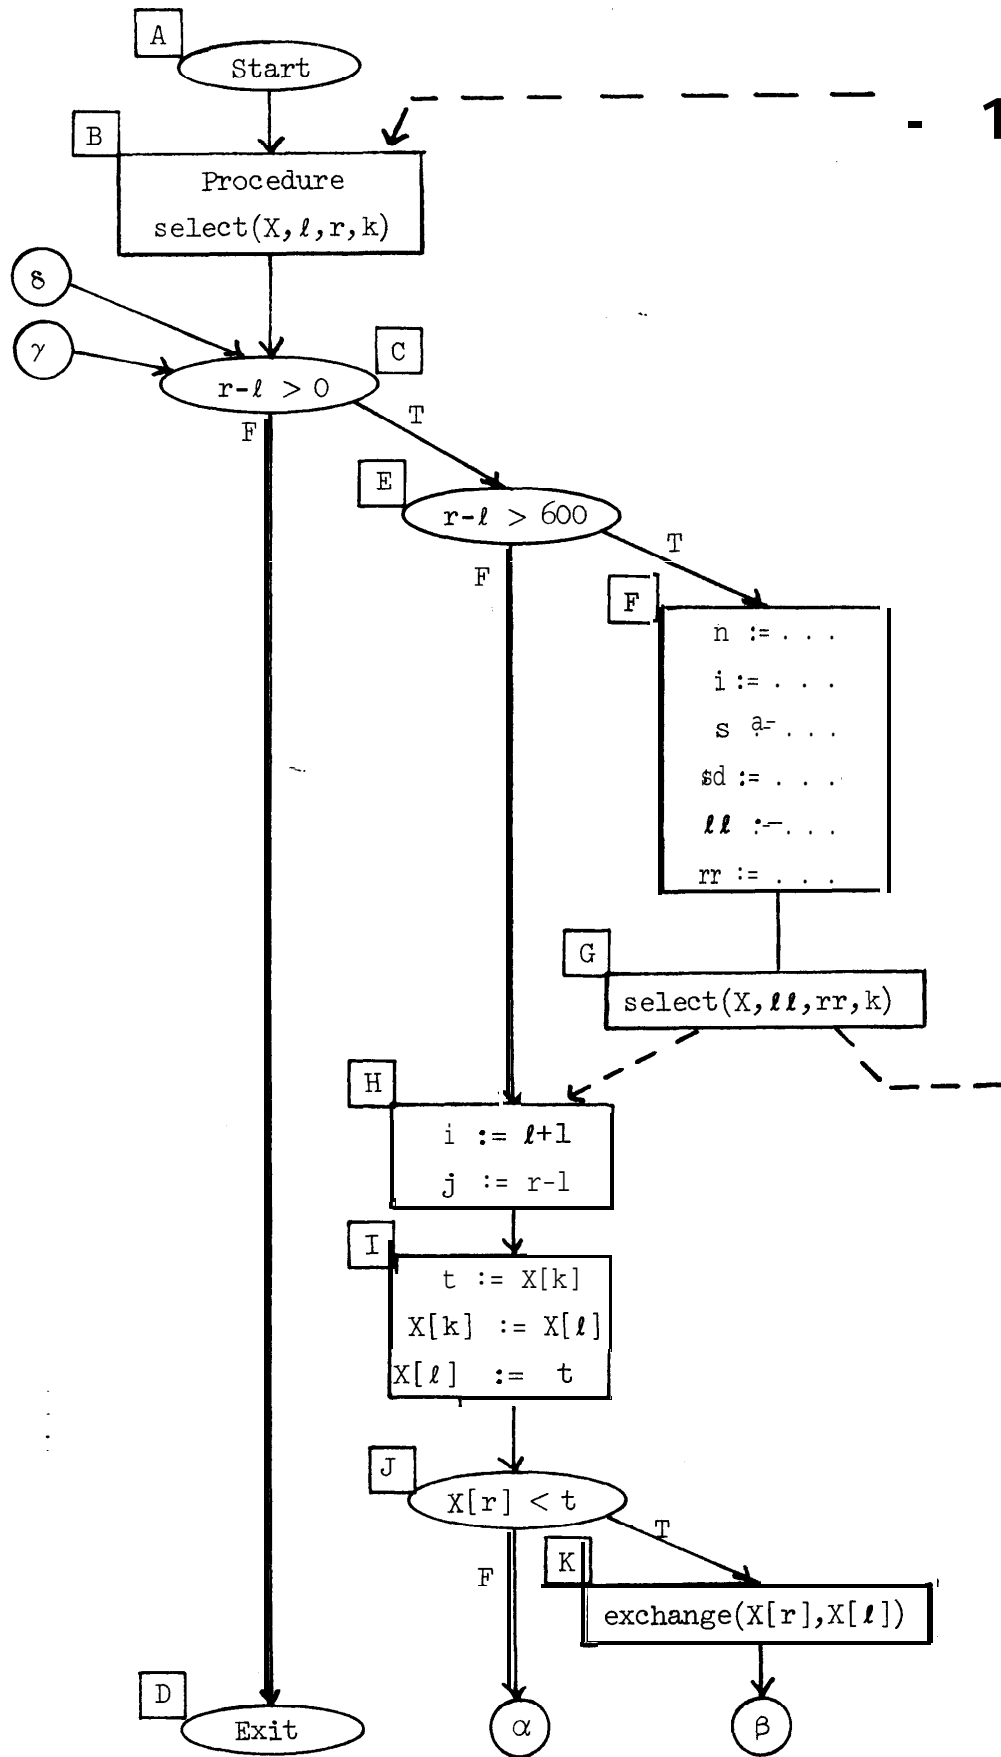 A
Start
- 1
B
Procedure
select(X,ℓ,r,k)
δ
γ
C
r-ℓ > 0
F
T
E
r-ℓ > 600
F
T
F
n := . . .
i := . . .
s a- . . .
sd := . . .
ℓℓ :- . . .
rr := . . .
G
select(X,ℓℓ,rr,k)
H
i := ℓ+1
j := r-1
I
t := X[k]
X[k] := X[ℓ]
X[ℓ] := t
J
X[r] < t
F
T
K
exchange(X[r],X[ℓ])
D
Exit
α
β